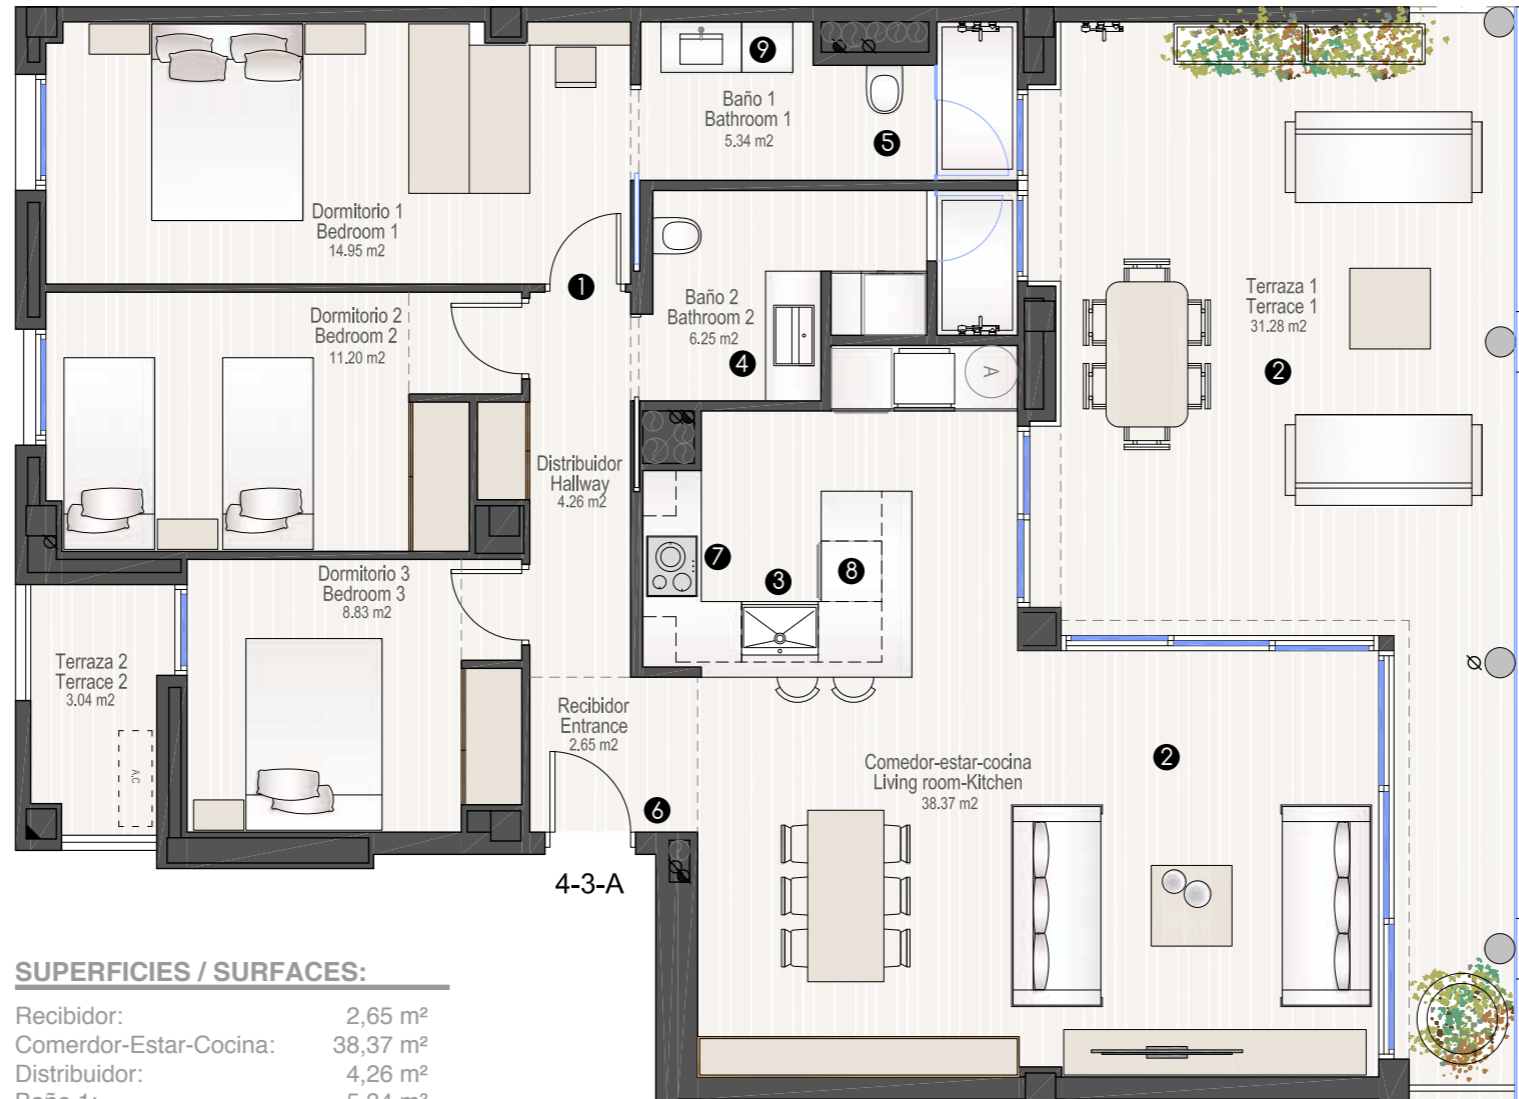 9
Baño 1
Bathroom 1
5.34 m2
5
Dormitorio 1
Bedroom 1
14.95 m2
1
Dormitorio 2
Bedroom 2
11.20 m2
Baño 2
Bathroom 2
6.25 m2
4
A
Terraza 1
Terrace 1
31.28 m2
2
Distribuidor
Hallway
4.26 m2
7
3
8
Dormitorio 3
Bedroom 3
8.83 m2
Terraza 2
Terrace 2
3.04 m2
A.C
Recibidor
Entrance
2.65 m2
6
Comedor-estar-cocina
Living room-Kitchen
38.37 m2
2
4-3-A
SUPERFICIES / SURFACES:
Recibidor: 2,65 m²
Comerdor-Estar-Cocina: 38,37 m²
Distribuidor: 4,26 m²
Baño 1: 5,34 m²